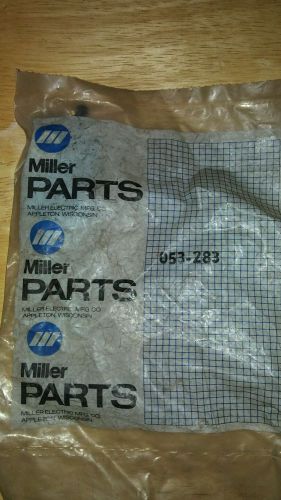 Miller
PARTS
MILLER ELECTRIC MFG. CO.
APPLETON, WISCONSIN
053-283
Miller
PARTS
MILLER ELECTRIC MFG. CO.
APPLETON, WISCONSIN
Miller
PARTS
MILLER ELECTRIC MFG. CO.
APPLETON, WISCONSIN